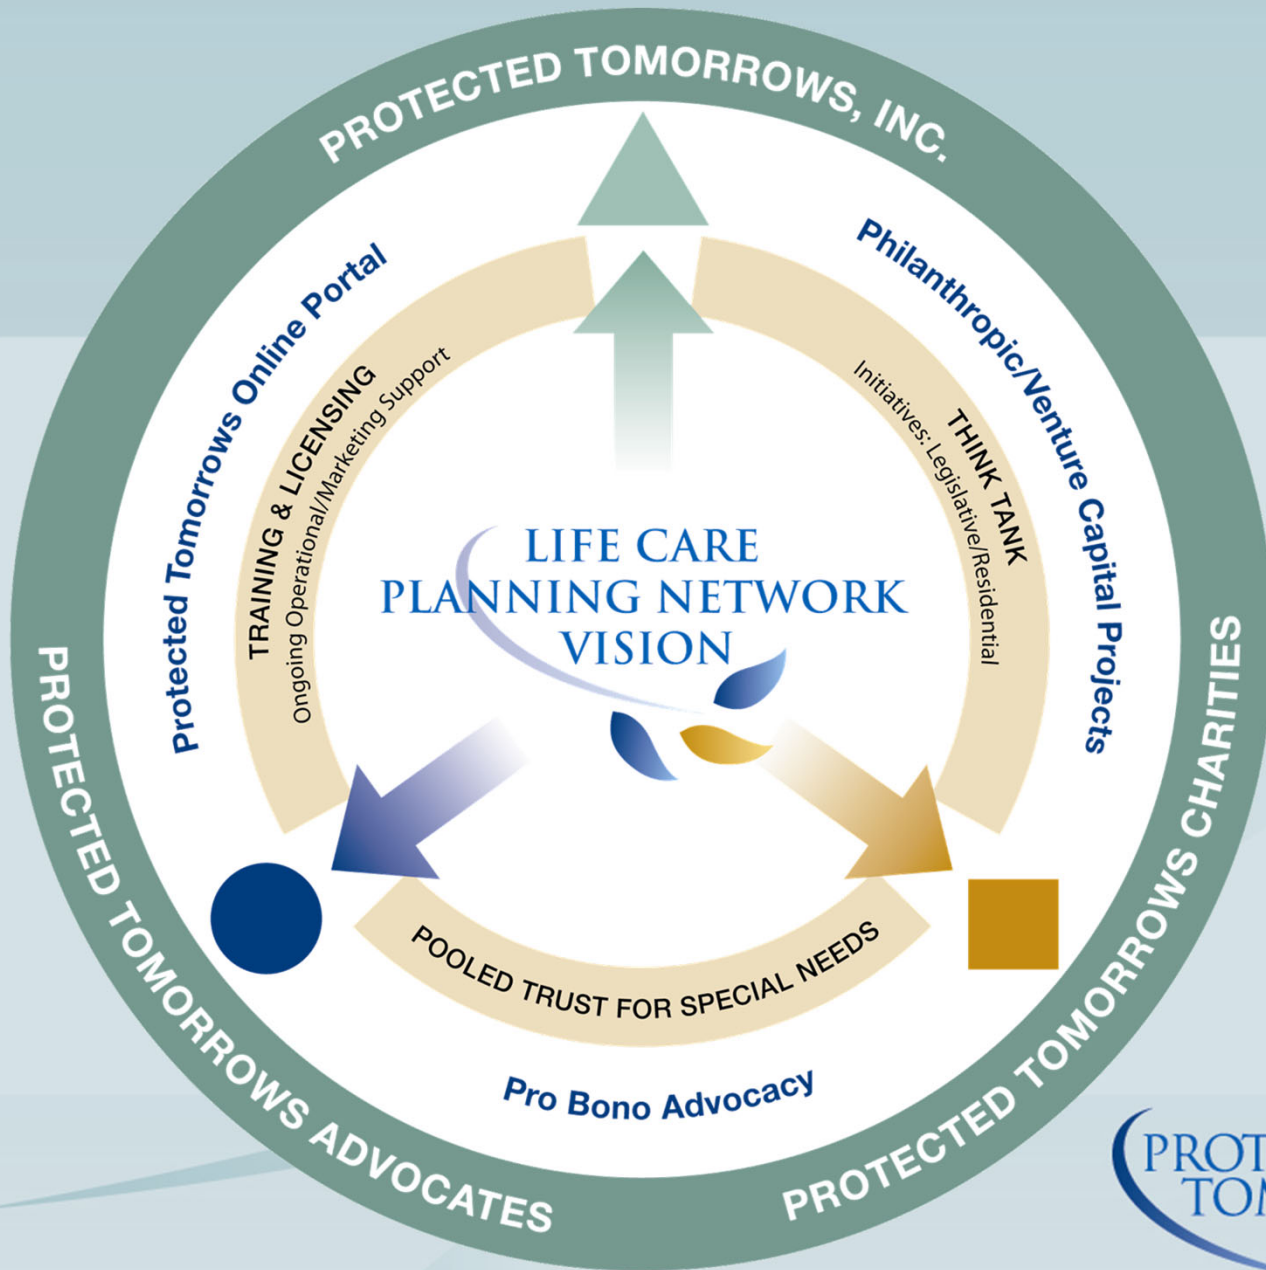 PROTECTED TOMORROWS, INC.
Protected Tomorrows Online Portal
Philanthropic/Venture Capital Projects
TRAINING & LICENSING
Ongoing Operational/Marketing Support
THINK TANK
Initiatives: Legislative/Residential
LIFE CARE
PLANNING NETWORK
VISION
POOLED TRUST FOR SPECIAL NEEDS
Pro Bono Advocacy
PROTECTED TOMORROWS ADVOCATES
PROTECTED TOMORROWS CHARITIES